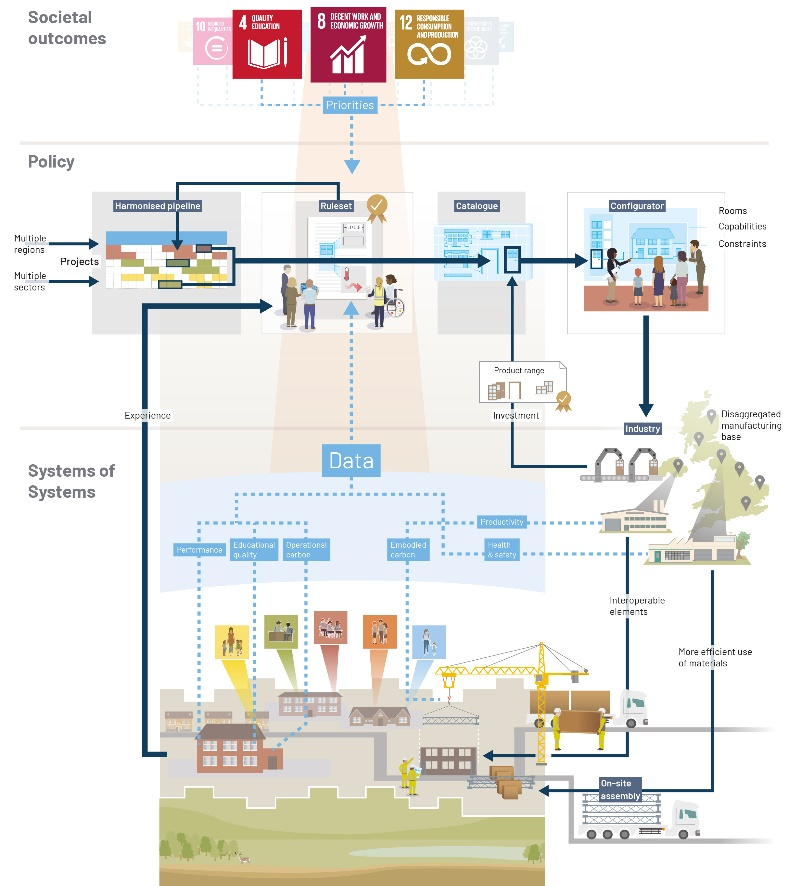 Societal
outcomes
10
4 QUALITY
EDUCATION
8 DECENT WORK AND
ECONOMIC GROWTH
12 RESPONSIBLE
CONSUMPTION
AND PRODUCTION
Priorities
Policy
Harmonised pipeline
Ruleset
Catalogue
Configurator
Rooms
Capabilities
Constraints
Multiple
regions
Projects
Multiple
sectors
Product range
Experience
Investment
Industry
Disaggregated
manufacturing
base
Systems of
Systems
Data
Productivity
Performance
Educational
quality
Operational
carbon
Embodied
carbon
Health
& safety
Interoperable
elements
More efficient use
of materials
On-site
assembly